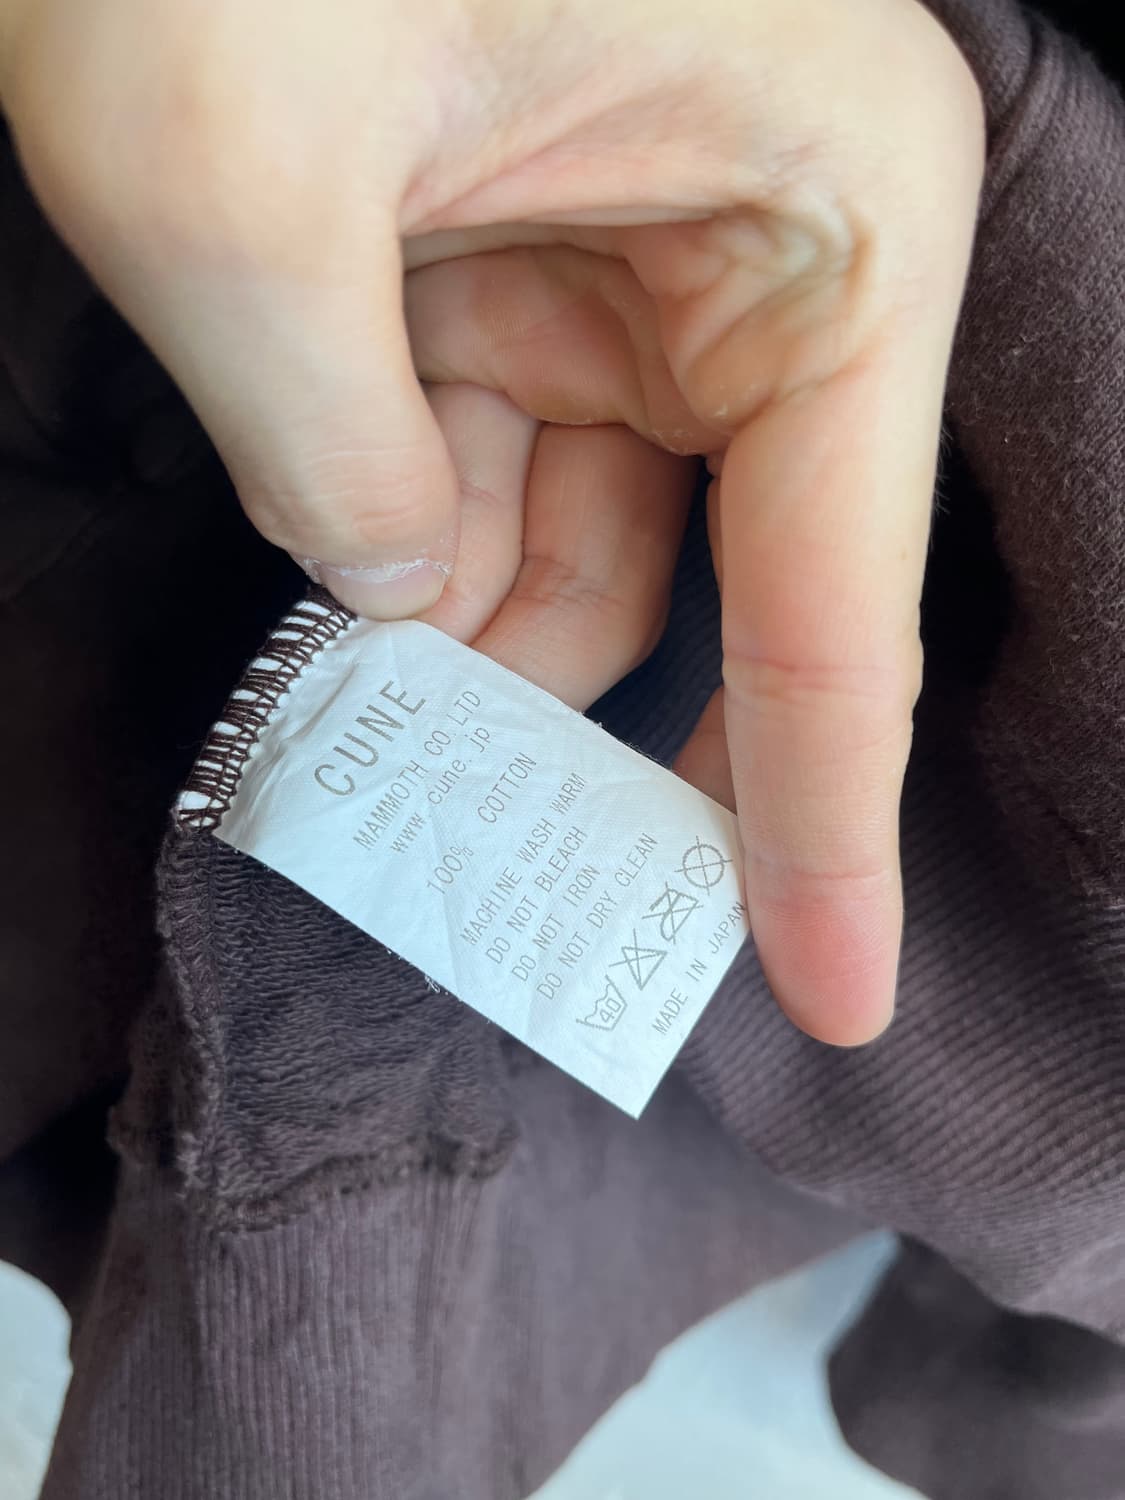 CUNE
MAMMOTH CO.LTD
www.cune.jp
100% COTTON
MACHINE WASH WARM
DO NOT BLEACH
DO NOT IRON
DO NOT DRY CLEAN
40
MADE IN JAPAN